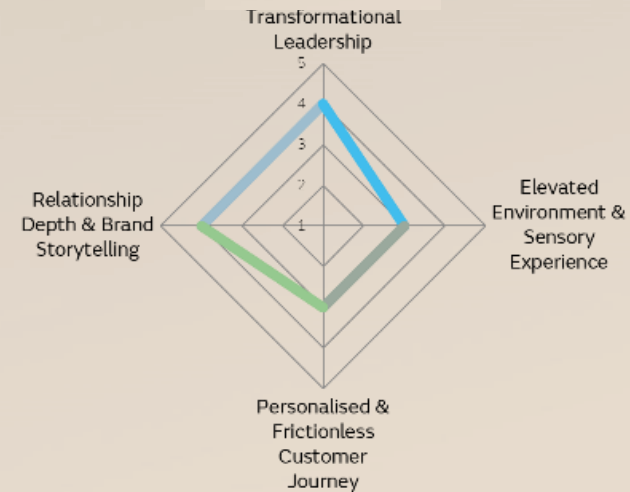 Transformational
Leadership
5
4
3
2
1
Relationship
Depth & Brand
Storytelling
Elevated
Environment &
Sensory
Experience
Personalised &
Frictionless
Customer
Journey